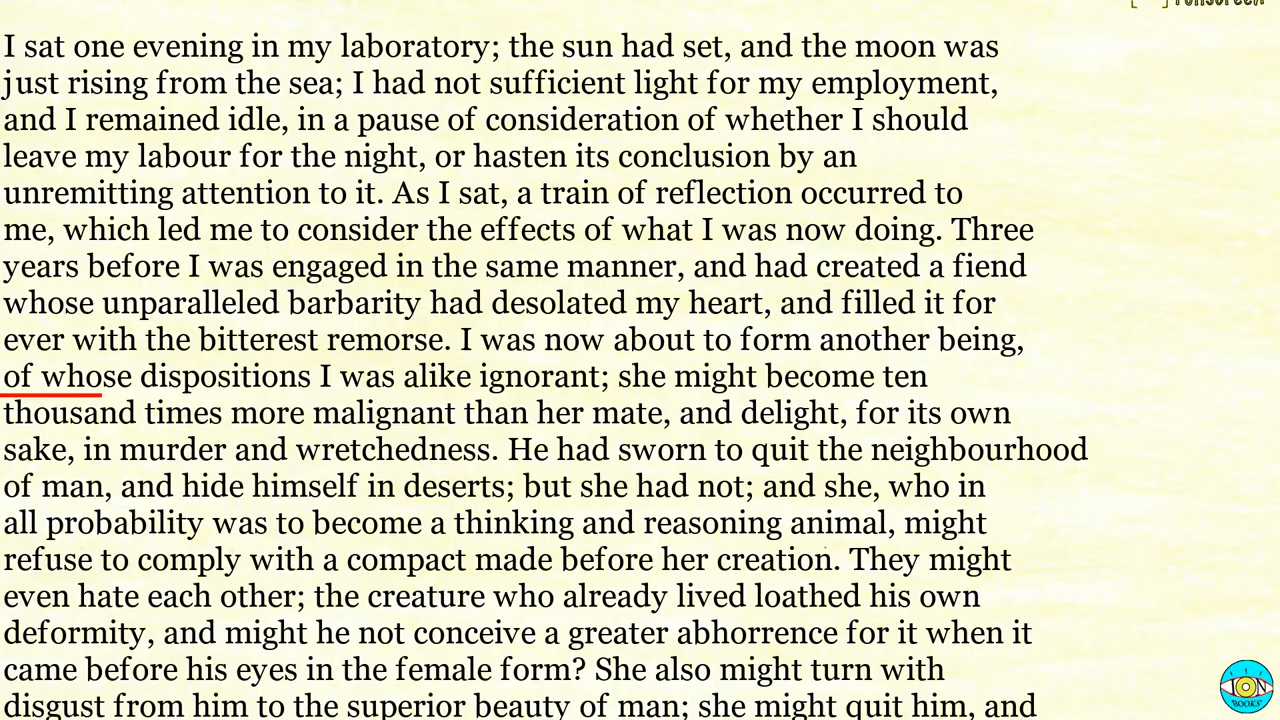 I sat one evening in my laboratory; the sun had set, and the moon was
just rising from the sea; I had not sufficient light for my employment,
and I remained idle, in a pause of consideration of whether I should
leave my labour for the night, or hasten its conclusion by an
unremitting attention to it. As I sat, a train of reflection occurred to
me, which led me to consider the effects of what I was now doing. Three
years before I was engaged in the same manner, and had created a fiend
whose unparalleled barbarity had desolated my heart, and filled it for
ever with the bitterest remorse. I was now about to form another being,
of whose dispositions I was alike ignorant; she might become ten
thousand times more malignant than her mate, and delight, for its own
sake, in murder and wretchedness. He had sworn to quit the neighbourhood
of man, and hide himself in deserts; but she had not; and she, who in
all probability was to become a thinking and reasoning animal, might
refuse to comply with a compact made before her creation. They might
even hate each other; the creature who already lived loathed his own
deformity, and might he not conceive a greater abhorrence for it when it
came before his eyes in the female form? She also might turn with
disgust from him to the superior beauty of man; she might quit him, and
ION
BOOKS